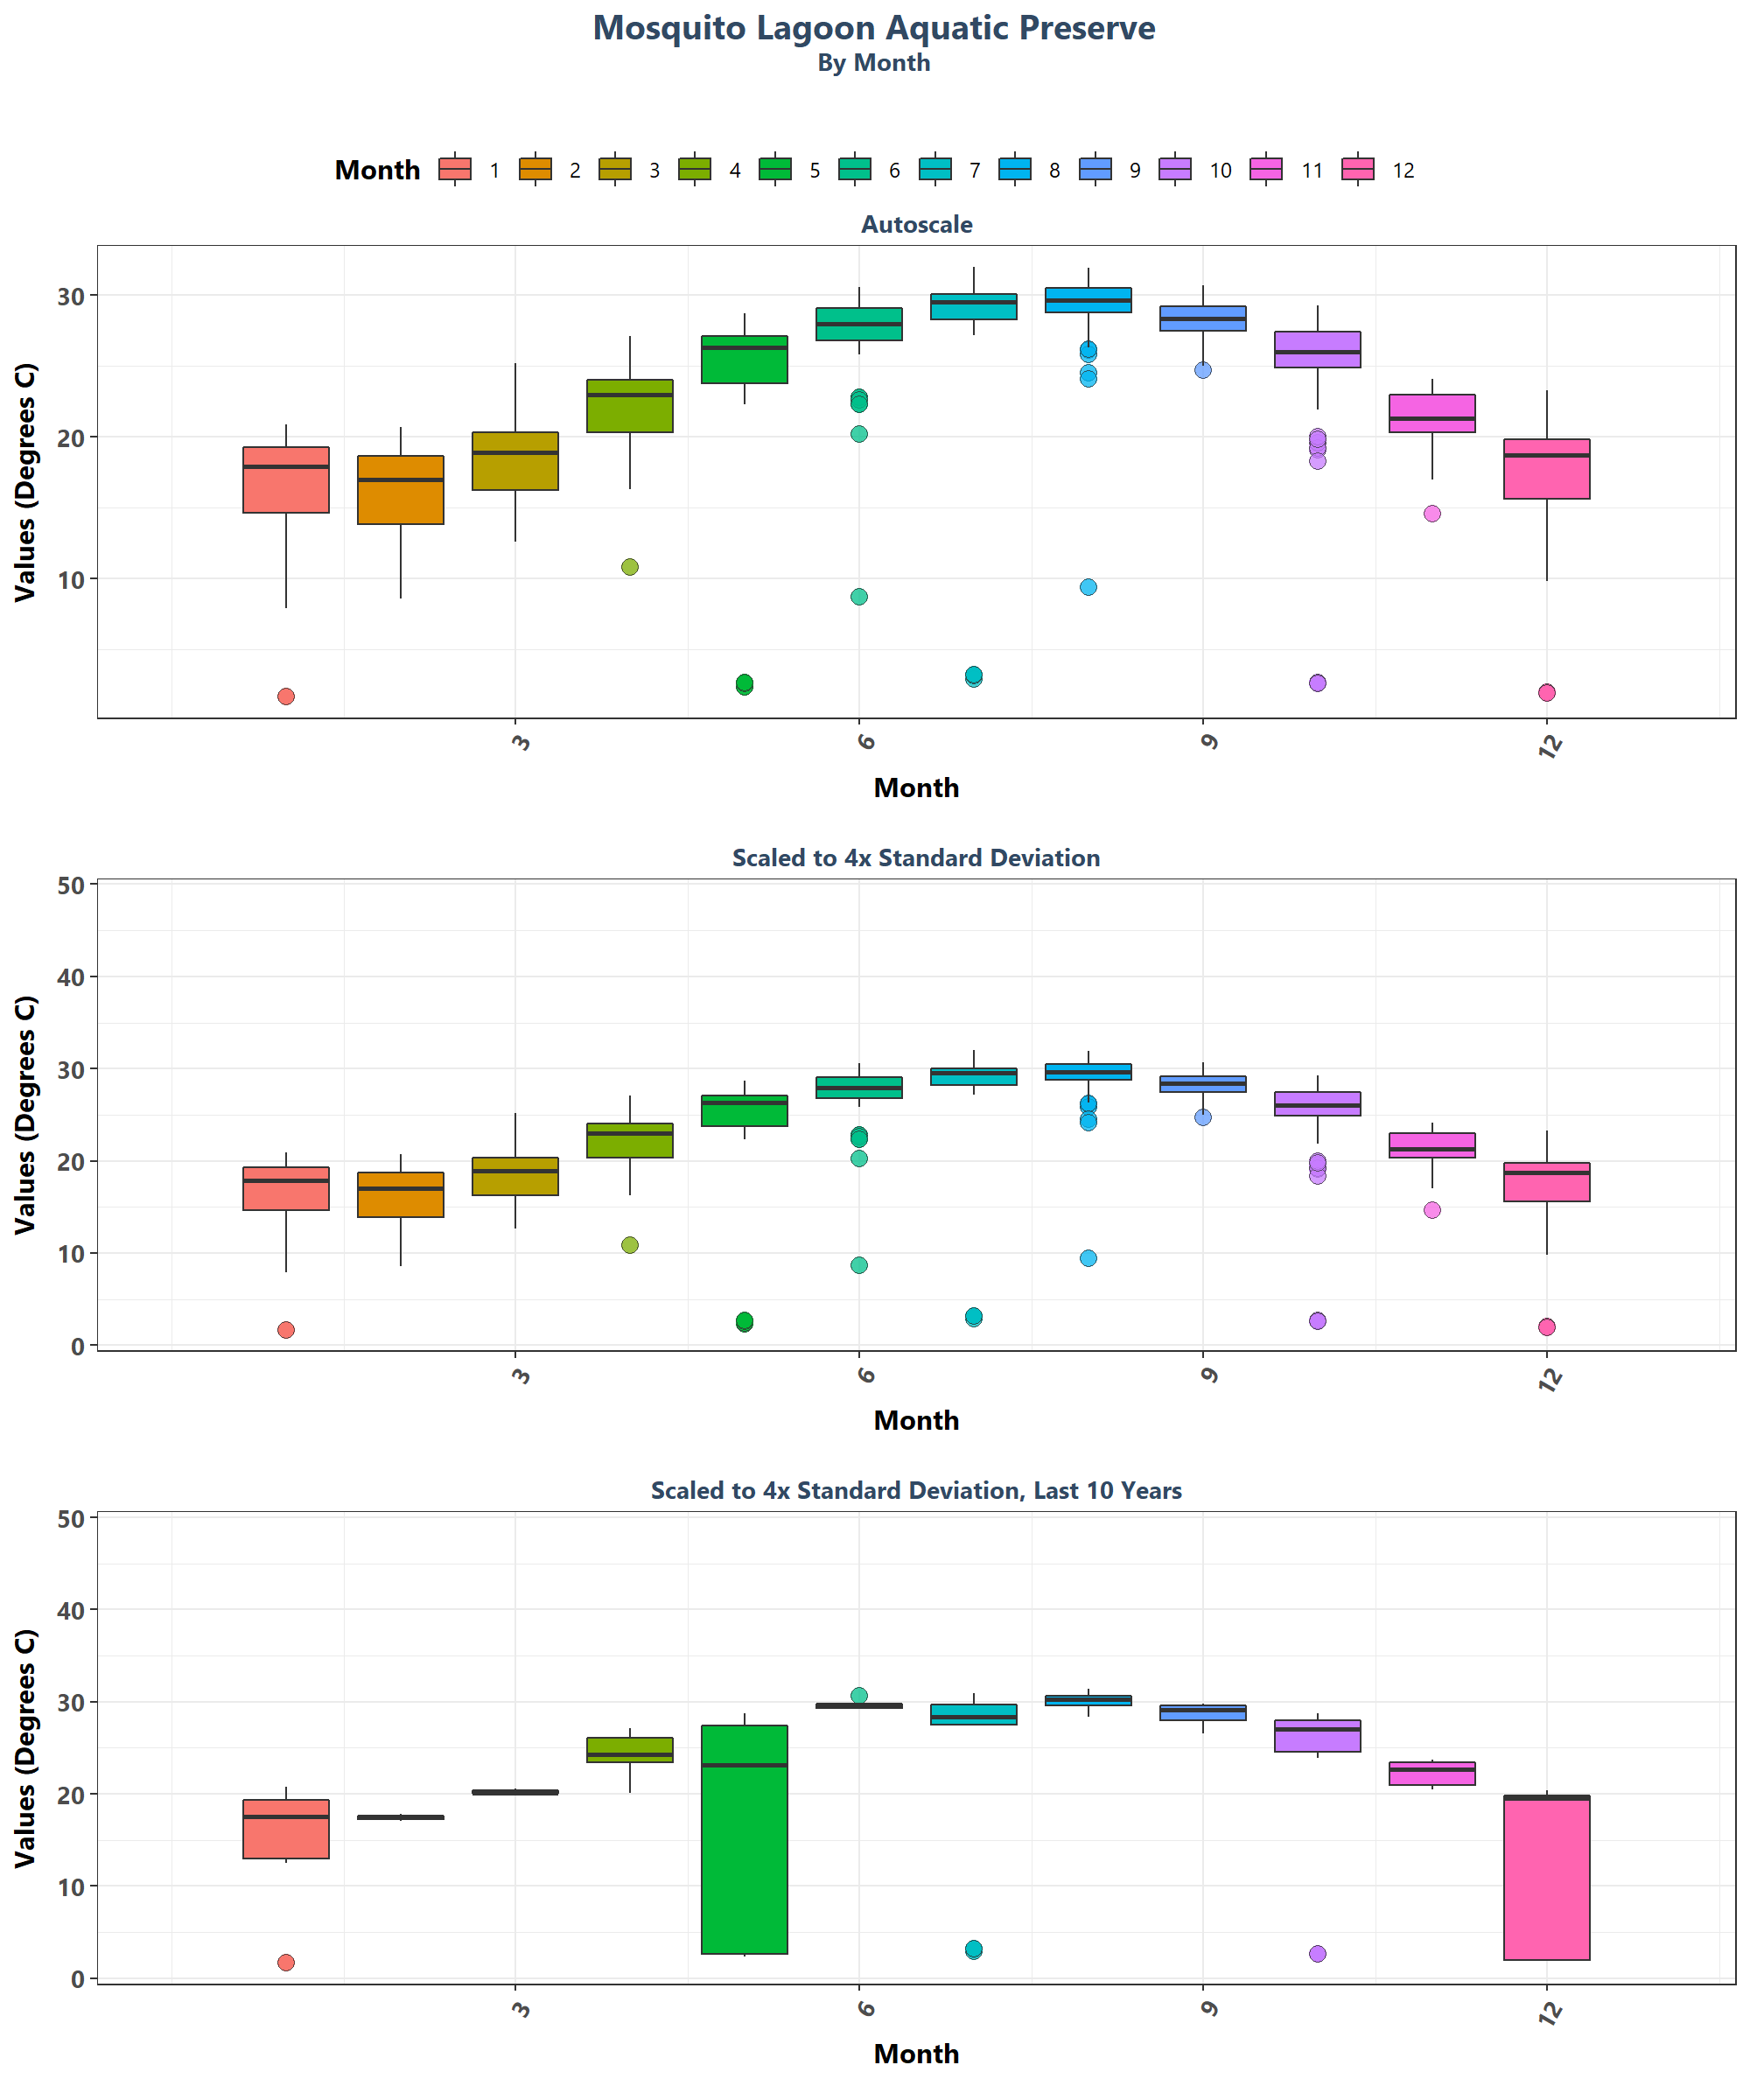 Mosquito Lagoon Aquatic Preserve
By Month
Month 1 2 3 4 5 6 7 8 9 10 11 12
Autoscale
Values (Degrees C)
30
20
10
3 6 9 12
Month
Scaled to 4x Standard Deviation
Values (Degrees C)
50
40
30
20
10
0
3 6 9 12
Month
Scaled to 4x Standard Deviation, Last 10 Years
Values (Degrees C)
50
40
30
20
10
0
3 6 9 12
Month